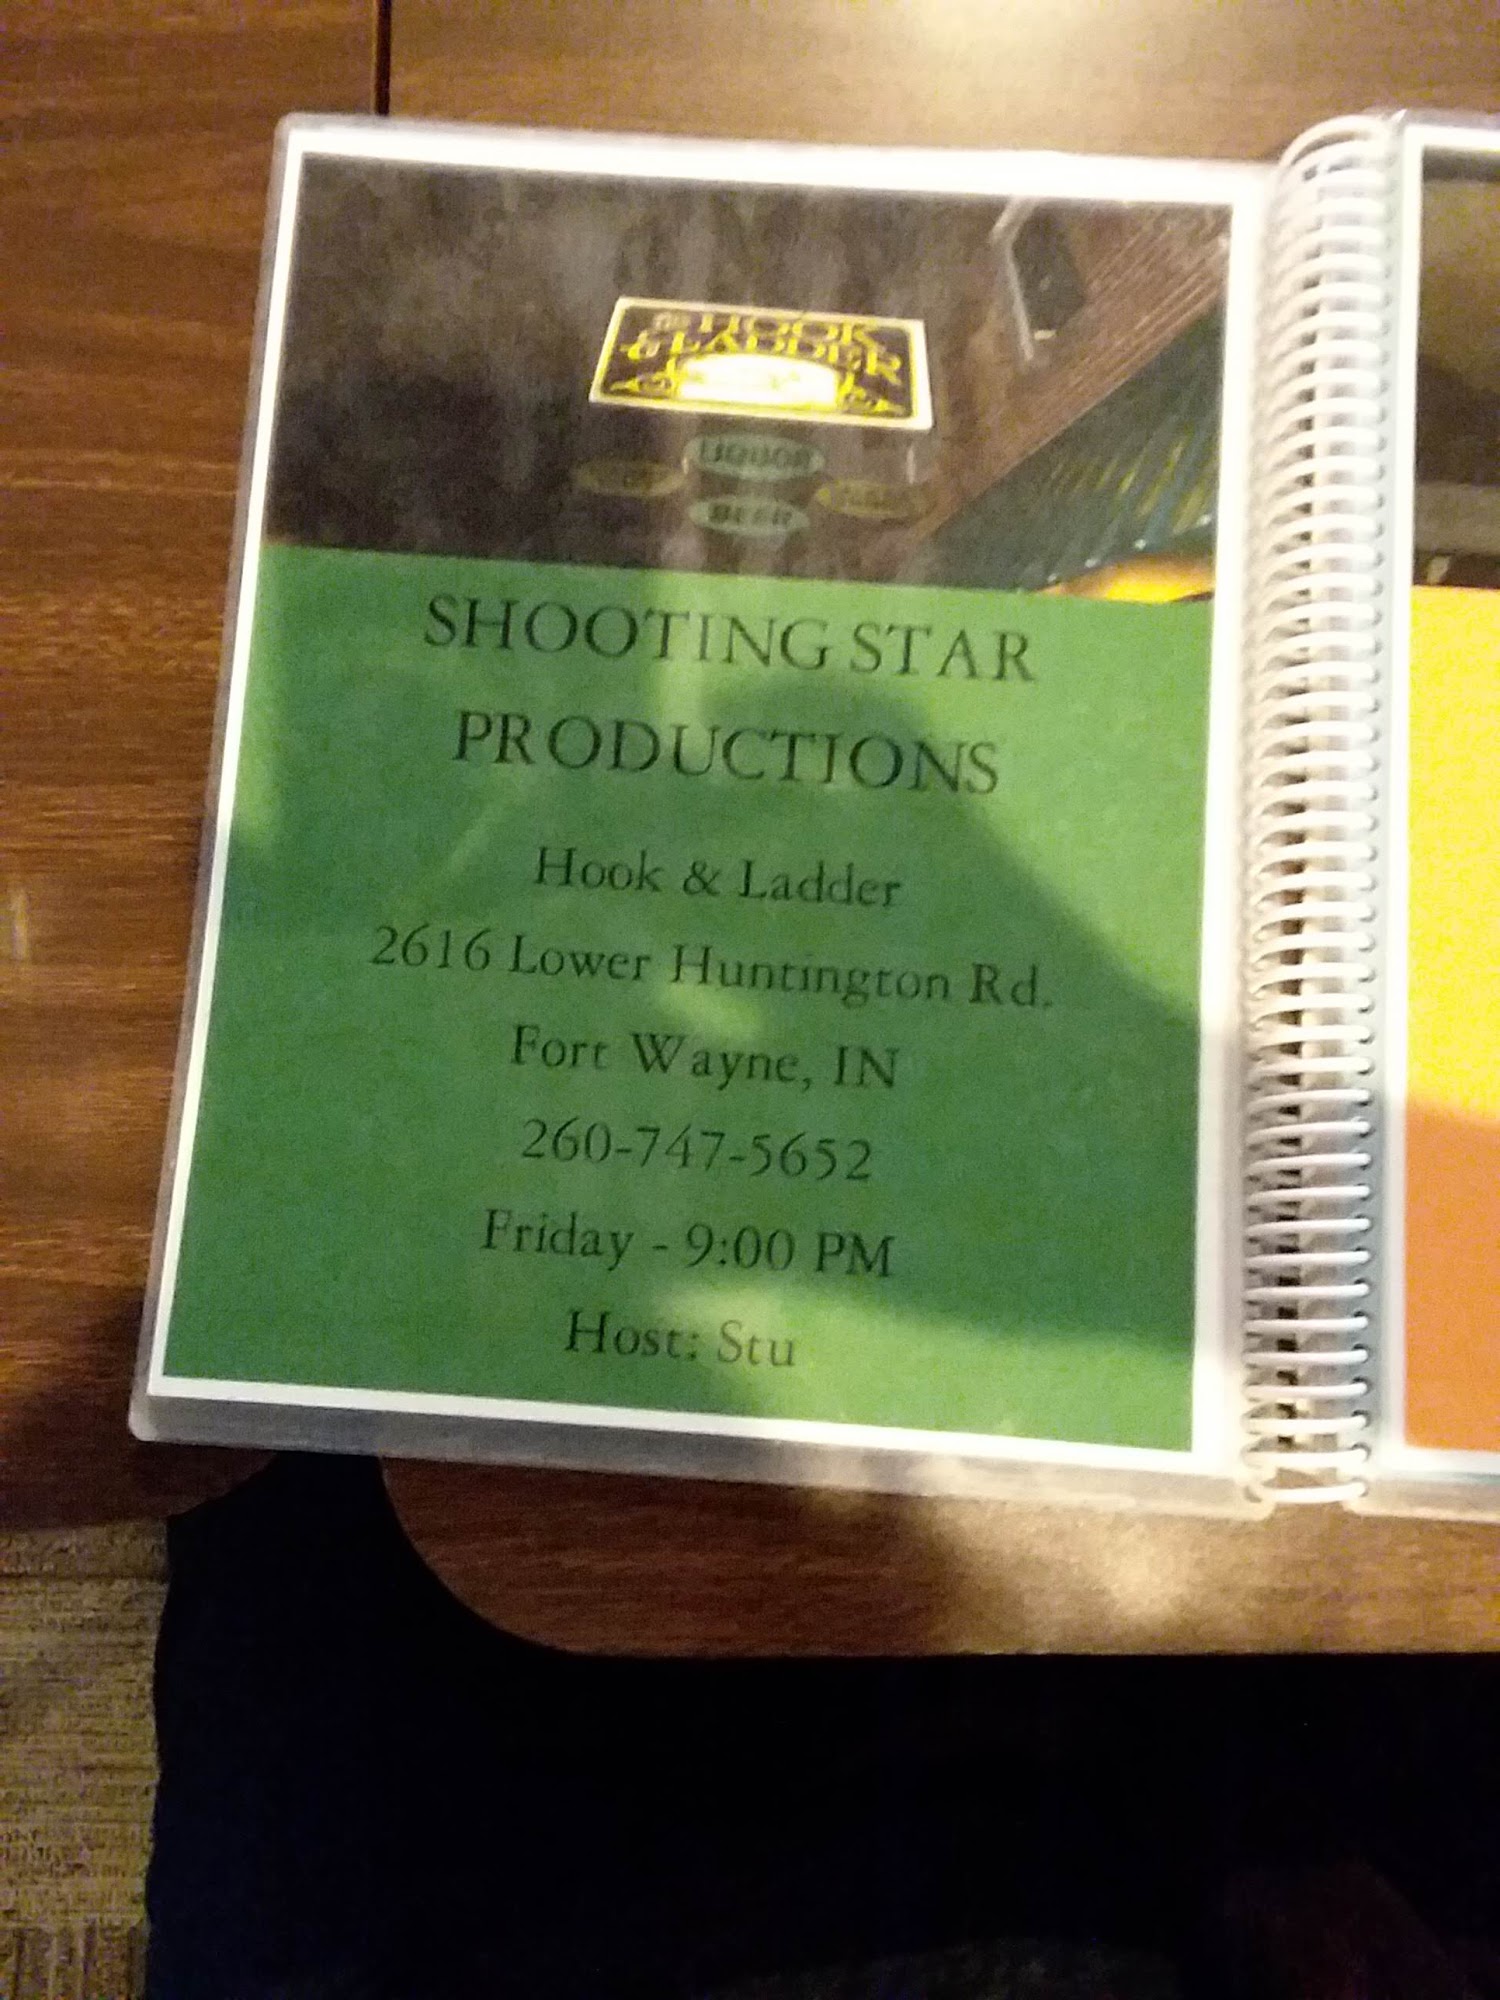 HOOK
& LADDER
LIQUOR
BEER
SHOOTING STAR
PRODUCTIONS
Hook & Ladder
2616 Lower Huntington Rd.
Fort Wayne, IN
260-747-5652
Friday - 9:00 PM
Host: Stu